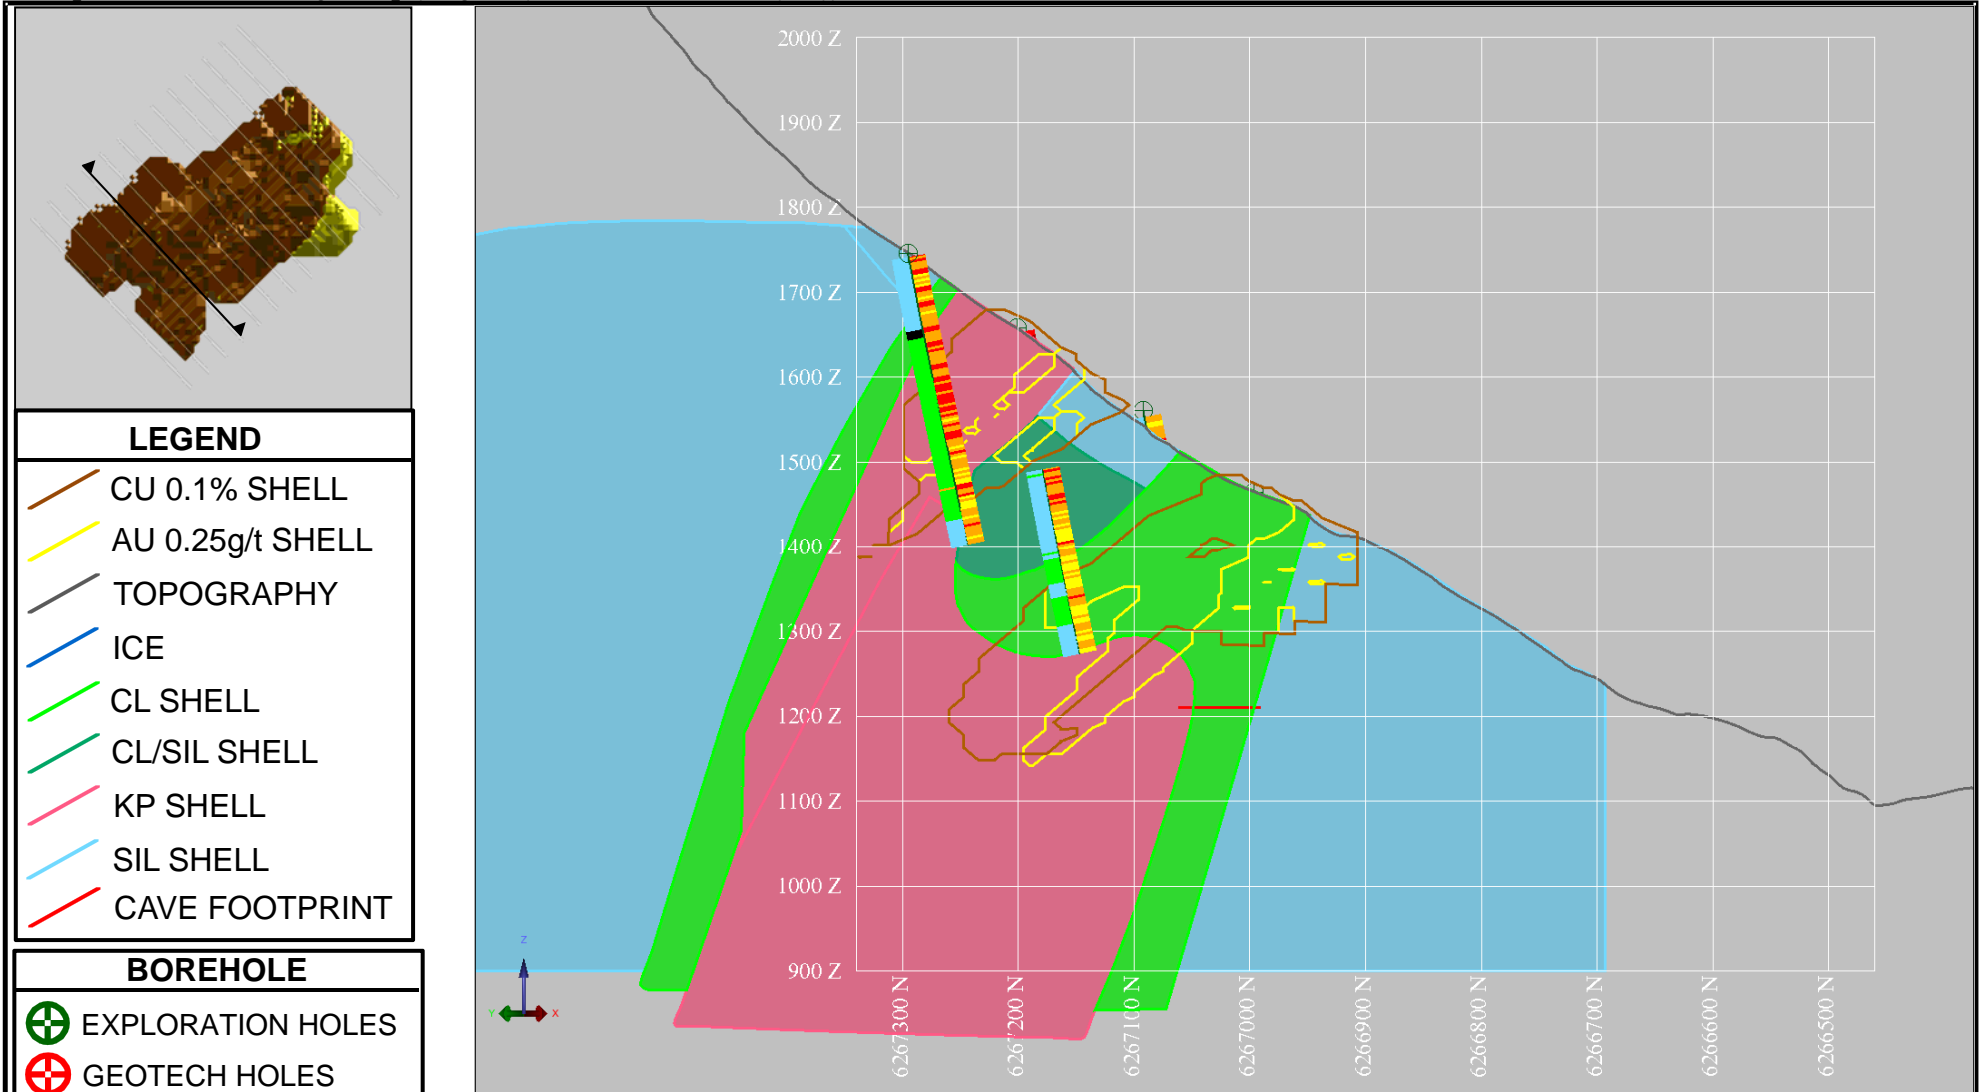 LEGEND
CU 0.1% SHELL
AU 0.25g/t SHELL
TOPOGRAPHY
ICE
CL SHELL
CL/SIL SHELL
KP SHELL
SIL SHELL
CAVE FOOTPRINT
BOREHOLE
EXPLORATION HOLES
GEOTECH HOLES
2000 Z
1900 Z
1800 Z
1700 Z
1600 Z
1500 Z
1400 Z
1300 Z
1200 Z
1100 Z
1000 Z
900 Z
6267300 N
6267200 N
6267100 N
6267000 N
6266900 N
6266800 N
6266700 N
6266600 N
6266500 N
Z
Y
X